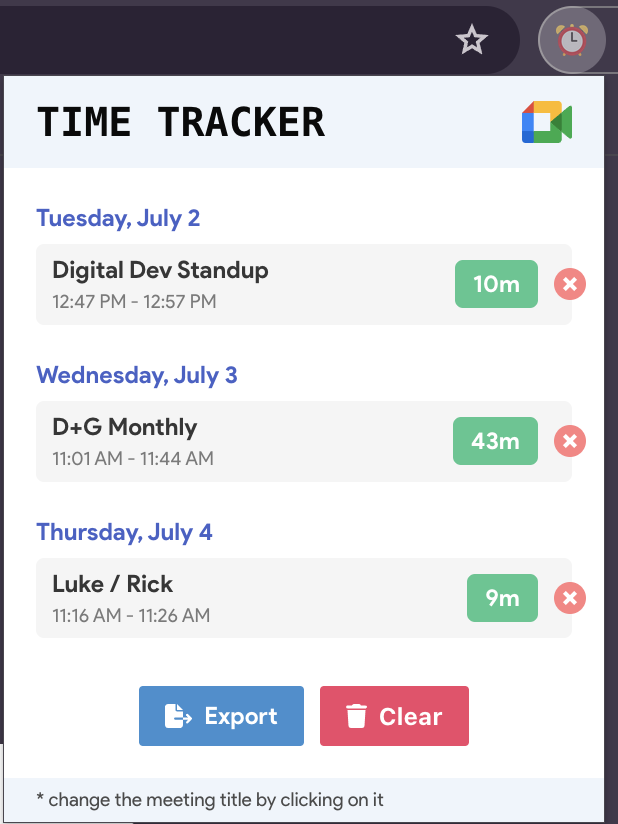 TIME TRACKER
Tuesday, July 2
Digital Dev Standup
12:47 PM - 12:57 PM
10m
Wednesday, July 3
D+G Monthly
11:01 AM - 11:44 AM
43m
Thursday, July 4
Luke / Rick
11:16 AM - 11:26 AM
9m
Export
Clear
* change the meeting title by clicking on it